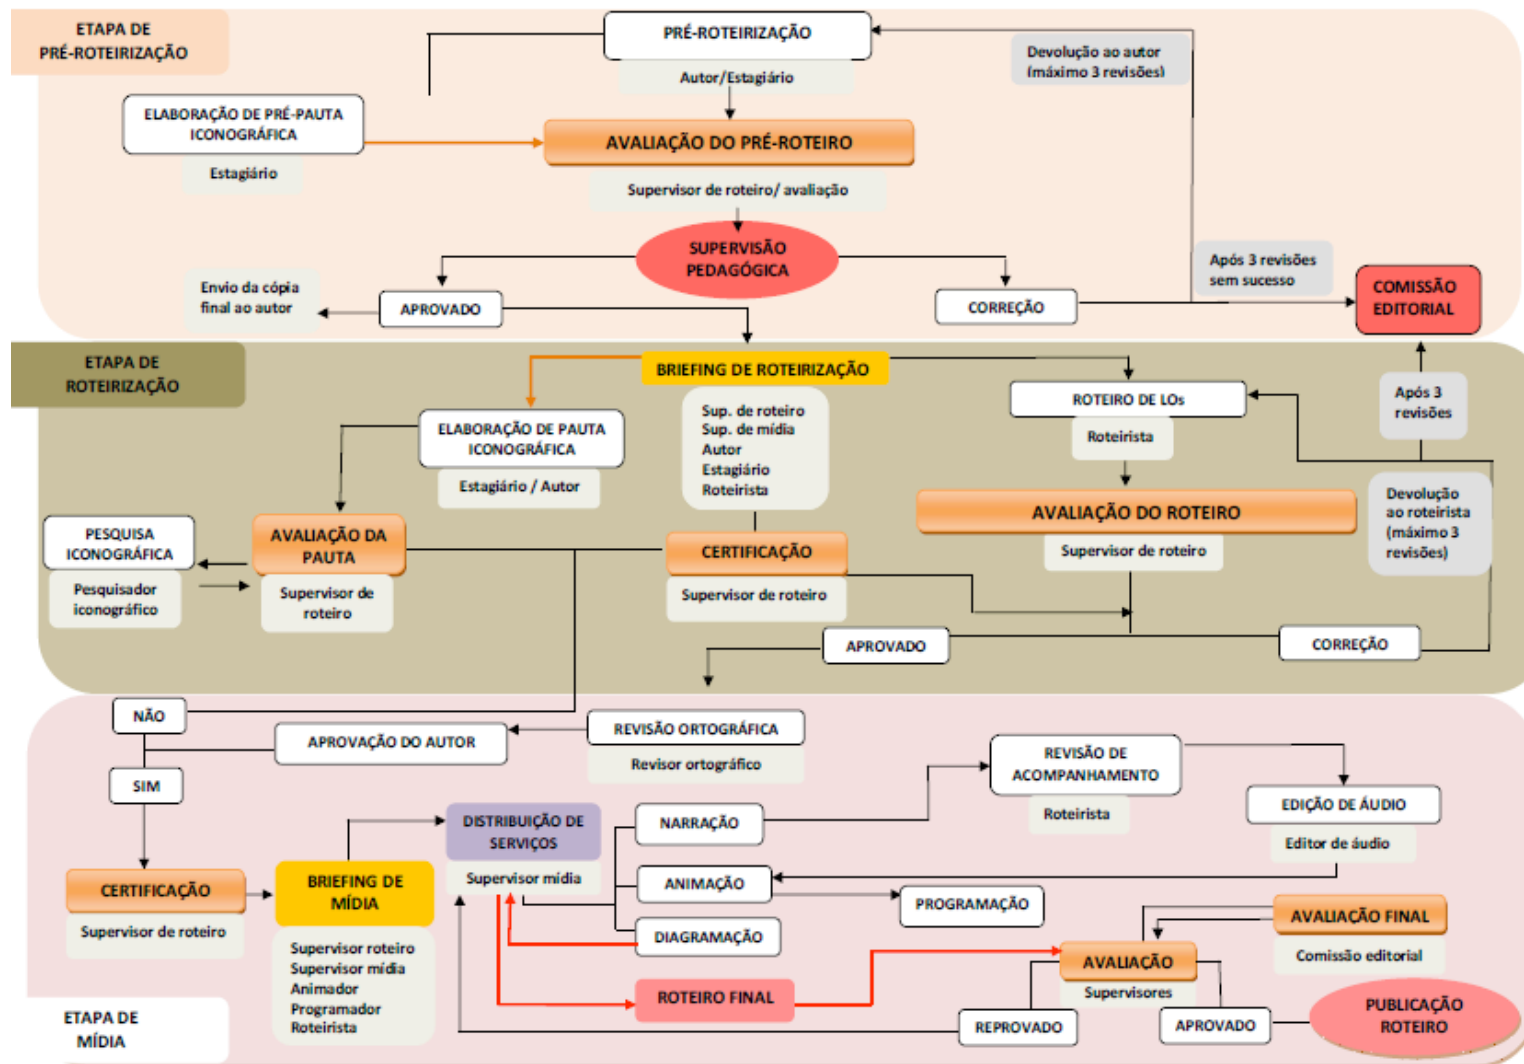 ETAPA DE
PRÉ-ROTEIRIZAÇÃO
PRÉ-ROTEIRIZAÇÃO
Autor/Estagiário
Devolução ao autor
(máximo 3 revisões)
ELABORAÇÃO DE PRÉ-PAUTA
ICONOGRÁFICA
Estagiário
AVALIAÇÃO DO PRÉ-ROTEIRO
Supervisor de roteiro/ avaliação
SUPERVISÃO
PEDAGÓGICA
Envio da cópia
final ao autor
APROVADO
CORREÇÃO
Após 3 revisões
sem sucesso
COMISSÃO
EDITORIAL
ETAPA DE
ROTEIRIZAÇÃO
BRIEFING DE ROTEIRIZAÇÃO
Sup. de roteiro
Sup. de mídia
Autor
Estagiário
Roteirista
ELABORAÇÃO DE PAUTA
ICONOGRÁFICA
Estagiário / Autor
ROTEIRO DE LOs
Roteirista
Após 3
revisões
PESQUISA
ICONOGRÁFICA
Pesquisador
iconográfico
AVALIAÇÃO DA
PAUTA
Supervisor de
roteiro
CERTIFICAÇÃO
Supervisor de roteiro
AVALIAÇÃO DO ROTEIRO
Supervisor de roteiro
Devolução
ao roteirista
(máximo 3
revisões)
APROVADO
CORREÇÃO
NÃO
SIM
APROVAÇÃO DO AUTOR
REVISÃO ORTOGRÁFICA
Revisor ortográfico
REVISÃO DE
ACOMPANHAMENTO
Roteirista
EDIÇÃO DE ÁUDIO
Editor de áudio
DISTRIBUIÇÃO DE
SERVIÇOS
Supervisor mídia
NARRAÇÃO
ANIMAÇÃO
DIAGRAMAÇÃO
PROGRAMAÇÃO
CERTIFICAÇÃO
Supervisor de roteiro
BRIEFING DE
MÍDIA
Supervisor roteiro
Supervisor mídia
Animador
Programador
Roteirista
ROTEIRO FINAL
AVALIAÇÃO
Supervisores
AVALIAÇÃO FINAL
Comissão editorial
REPROVADO
APROVADO
PUBLICAÇÃO
ROTEIRO
ETAPA DE
MÍDIA